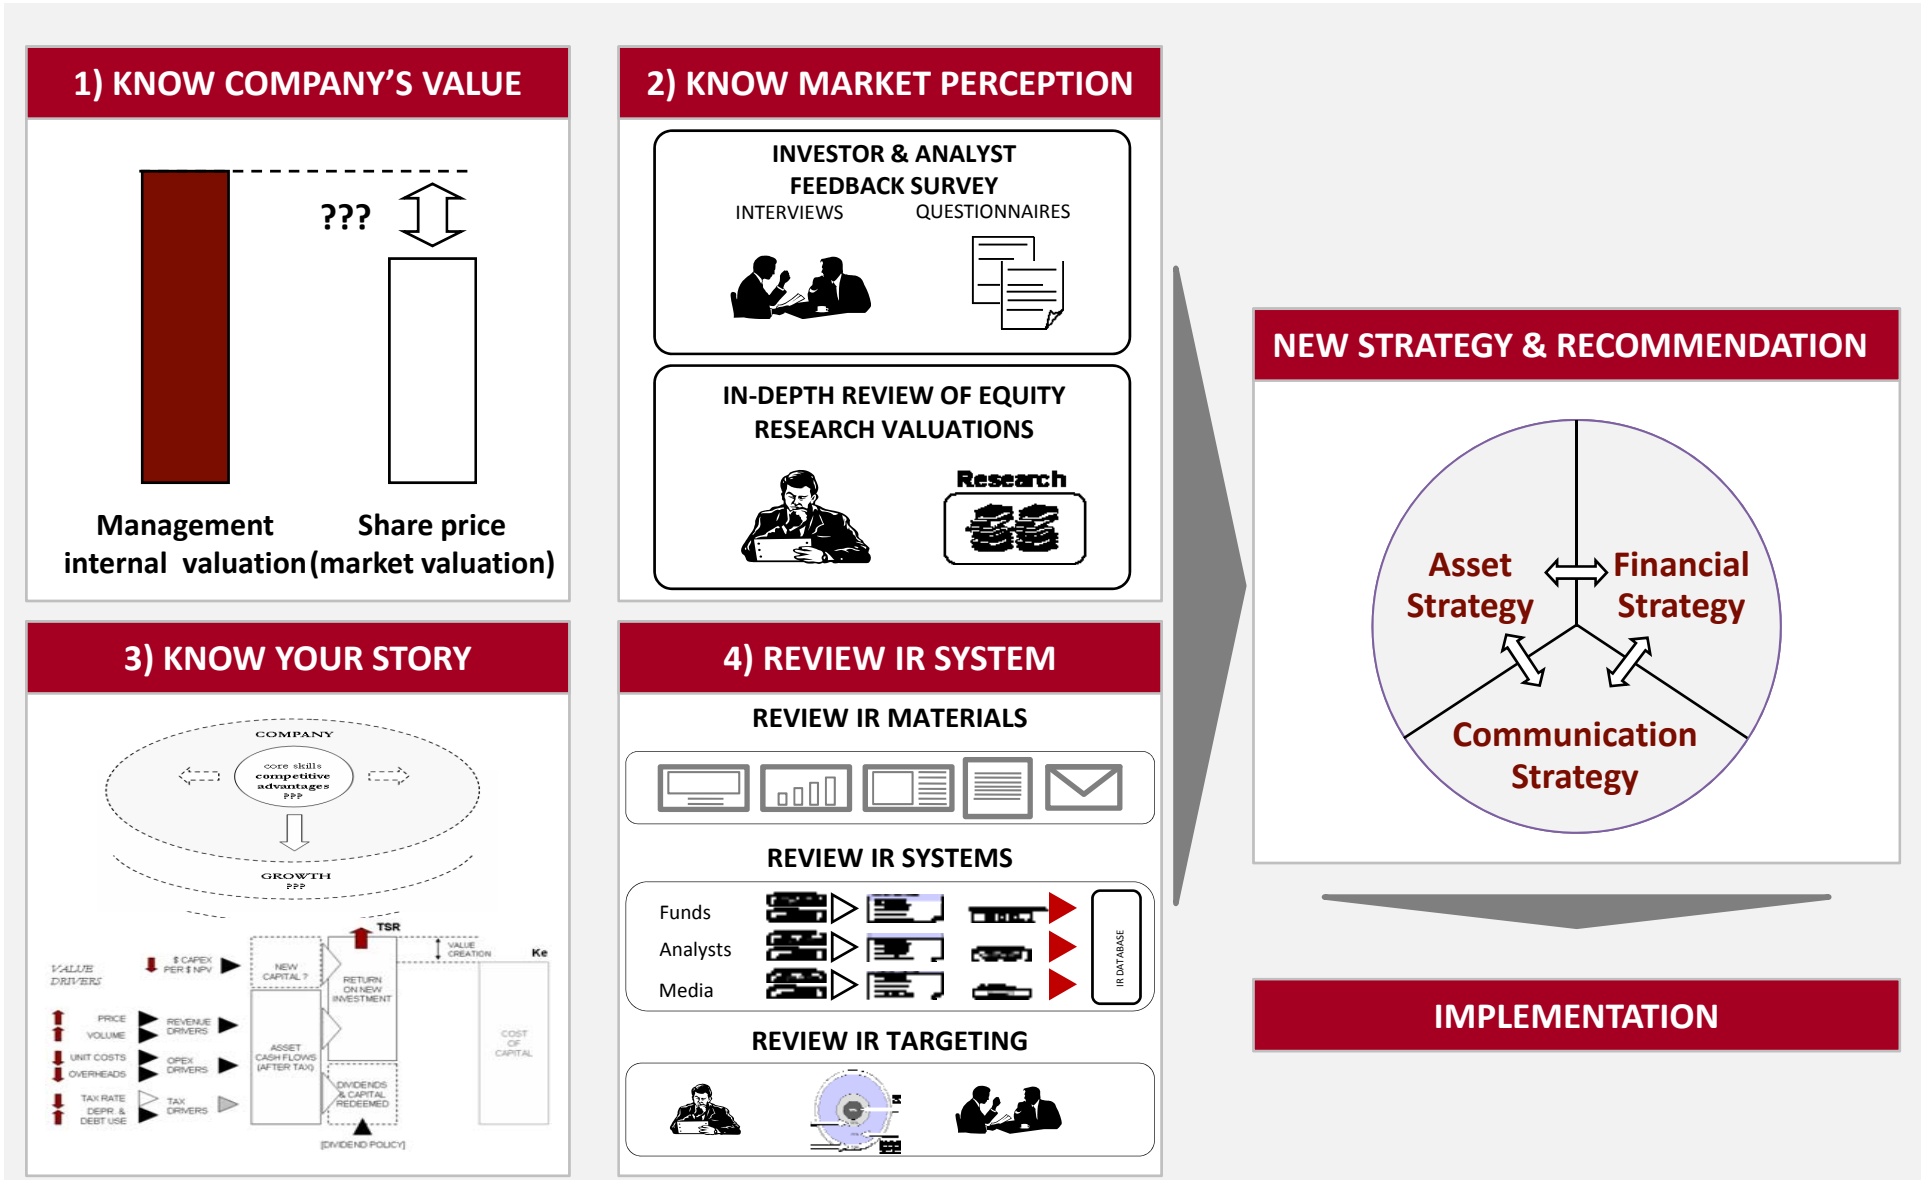 1) KNOW COMPANY'S VALUE
???
Management
internal valuation
Share price
(market valuation)
2) KNOW MARKET PERCEPTION
INVESTOR & ANALYST
FEEDBACK SURVEY
INTERVIEWS
QUESTIONNAIRES
IN-DEPTH REVIEW OF EQUITY
RESEARCH VALUATIONS
Research
3) KNOW YOUR STORY
COMPANY
core skills
competitive
advantages
???
GROWTH
???
TSR
VALUE
CREATION
Ke
VALUE
DRIVERS
$ CAPEX
PER $ NPV
NEW
CAPITAL ?
RETURN
ON NEW
INVESTMENT
PRICE
VOLUME
REVENUE
DRIVERS
UNIT COSTS
OVERHEADS
OPEX
DRIVERS
TAX RATE
DEPR. &
DEBT USE
TAX
DRIVERS
ASSET
CASH FLOWS
(AFTER TAX)
DIVIDENDS
& CAPITAL
REDEEMED
[DIVIDEND POLICY]
COST
OF
CAPITAL
4) REVIEW IR SYSTEM
REVIEW IR MATERIALS
REVIEW IR SYSTEMS
Funds
Analysts
Media
IR DATABASE
REVIEW IR TARGETING
NEW STRATEGY & RECOMMENDATION
Asset
Strategy
Financial
Strategy
Communication
Strategy
IMPLEMENTATION